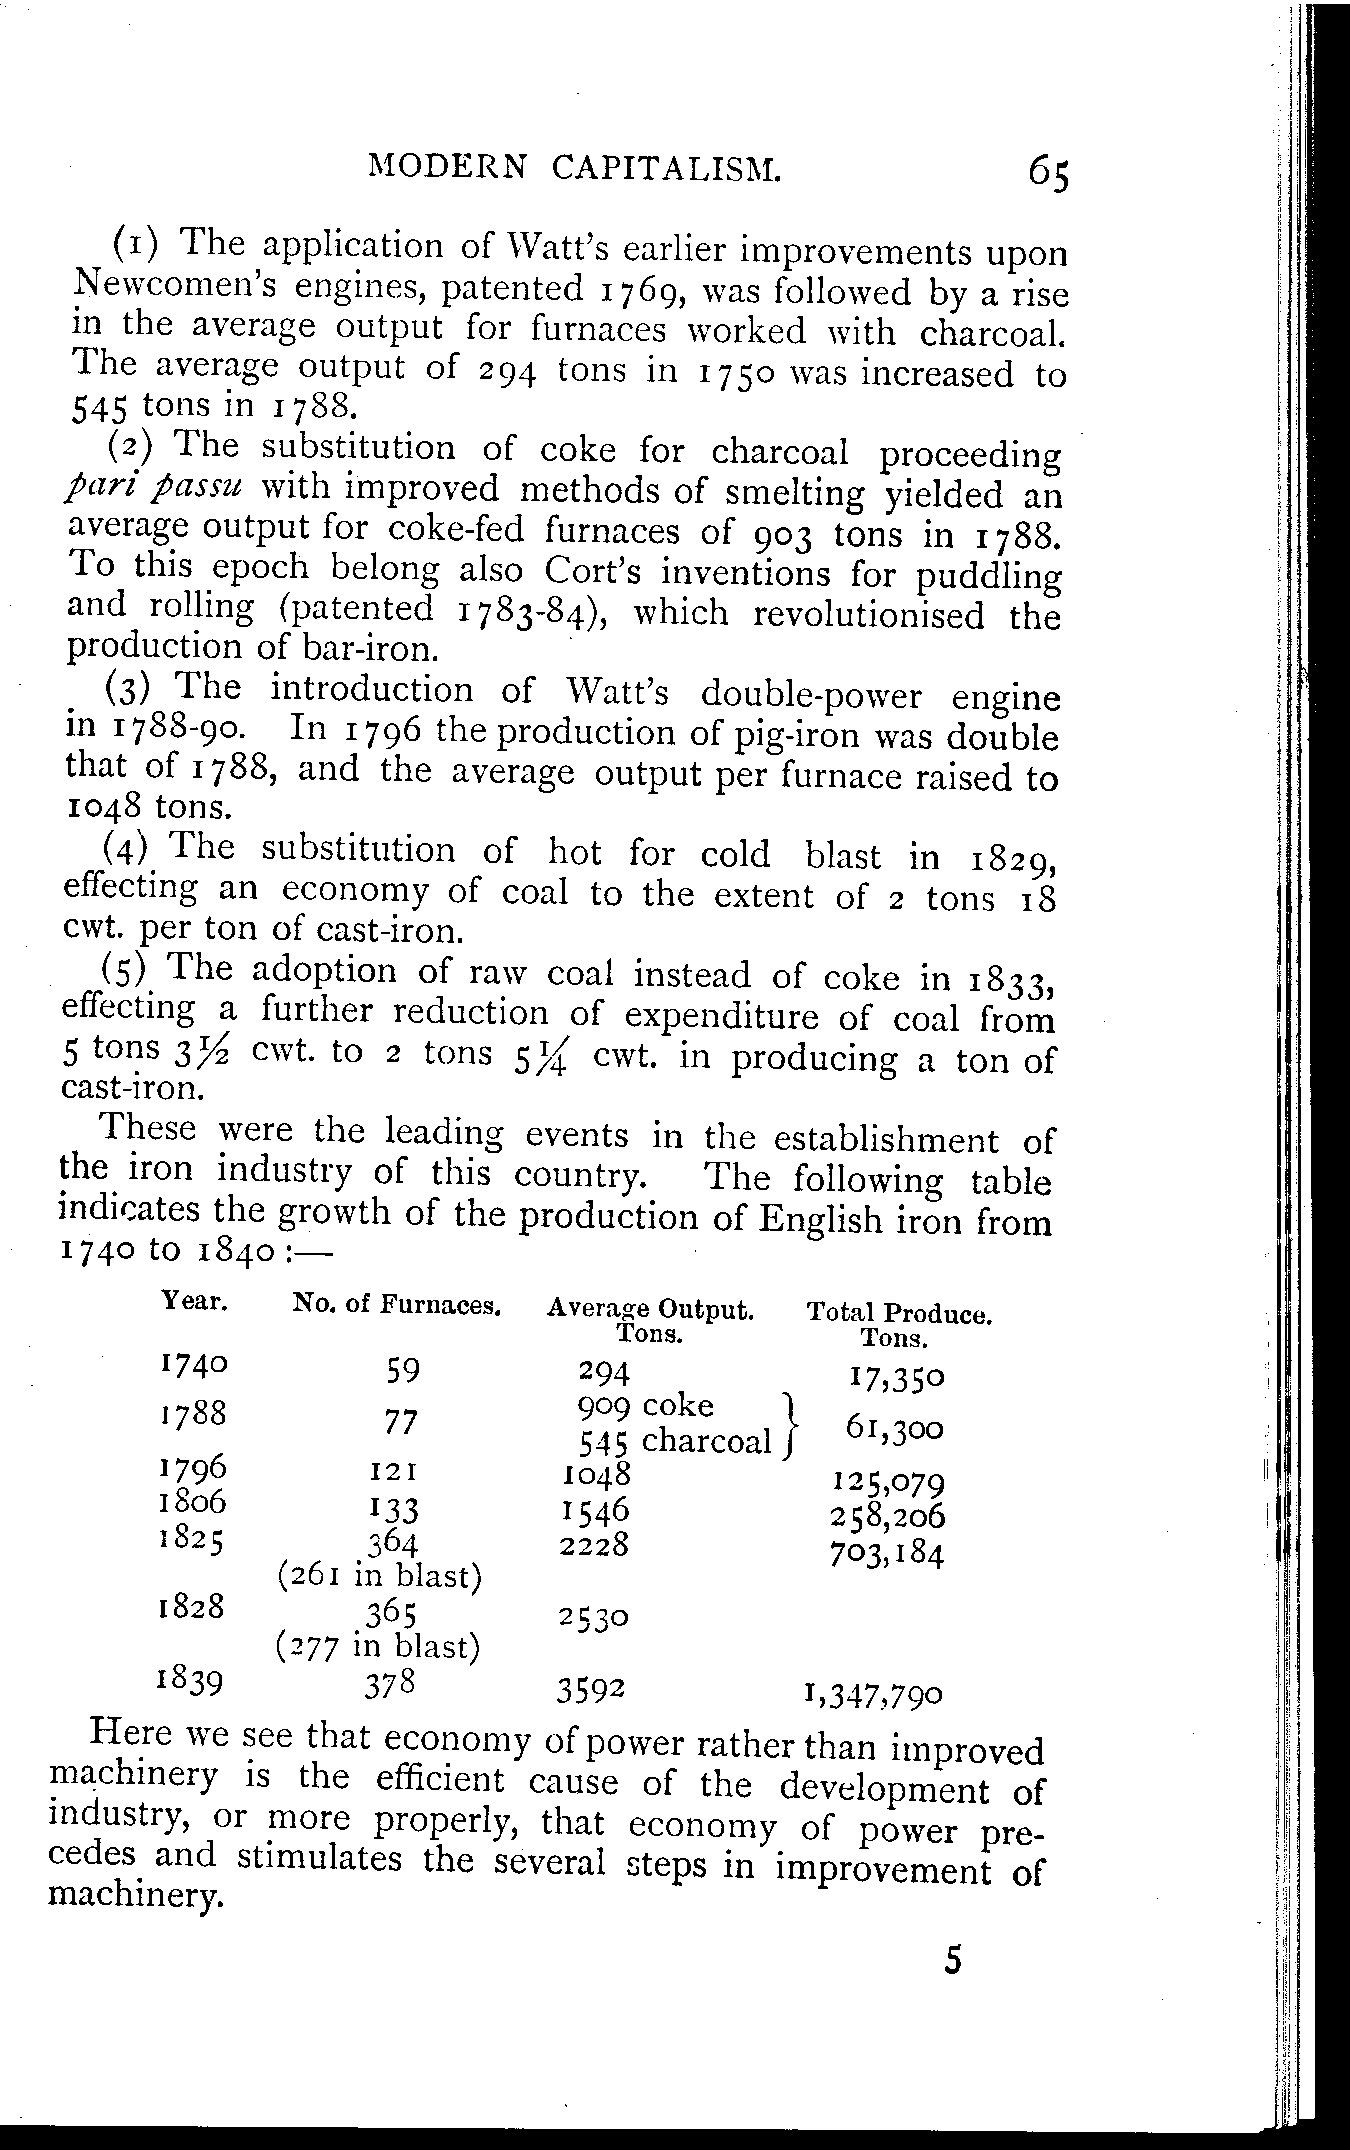 MODERN CAPITALISM. 65
(1) The application of Watt's earlier improvements upon
Newcomen's engines, patented 1769, was followed by a rise
in the average output for furnaces worked with charcoal.
The average output of 294 tons in 1750 was increased to
545 tons in 1788.
(2) The substitution of coke for charcoal proceeding
pari passu with improved methods of smelting yielded an
average output for coke-fed furnaces of 903 tons in 1788.
To this epoch belong also Cort's inventions for puddling
and rolling (patented 1783-84), which revolutionised the
production of bar-iron.
(3) The introduction of Watt's double-power engine
in 1788-90. In 1796 the production of pig-iron was double
that of 1788, and the average output per furnace raised to
1048 tons.
(4) The substitution of hot for cold blast in 1829,
effecting an economy of coal to the extent of 2 tons 18
cwt. per ton of cast-iron.
(5) The adoption of raw coal instead of coke in 1833,
effecting a further reduction of expenditure of coal from
5 tons 3½ cwt. to 2 tons 5¼ cwt. in producing a ton of
cast-iron.
These were the leading events in the establishment of
the iron industry of this country. The following table
indicates the growth of the production of English iron from
1740 to 1840:—
Year. No. of Furnaces. Average Output. Total Produce.
Tons. Tons.
1740 59 294 17,350
1788 77 909 coke } 61,300
545 charcoal
1796 121 1048 125,079
1806 133 1546 258,206
1825 364 2228 703,184
(261 in blast)
1828 365 2530
(277 in blast)
1839 378 3592 1,347,790
Here we see that economy of power rather than improved
machinery is the efficient cause of the development of
industry, or more properly, that economy of power pre-
cedes and stimulates the several steps in improvement of
machinery.
5